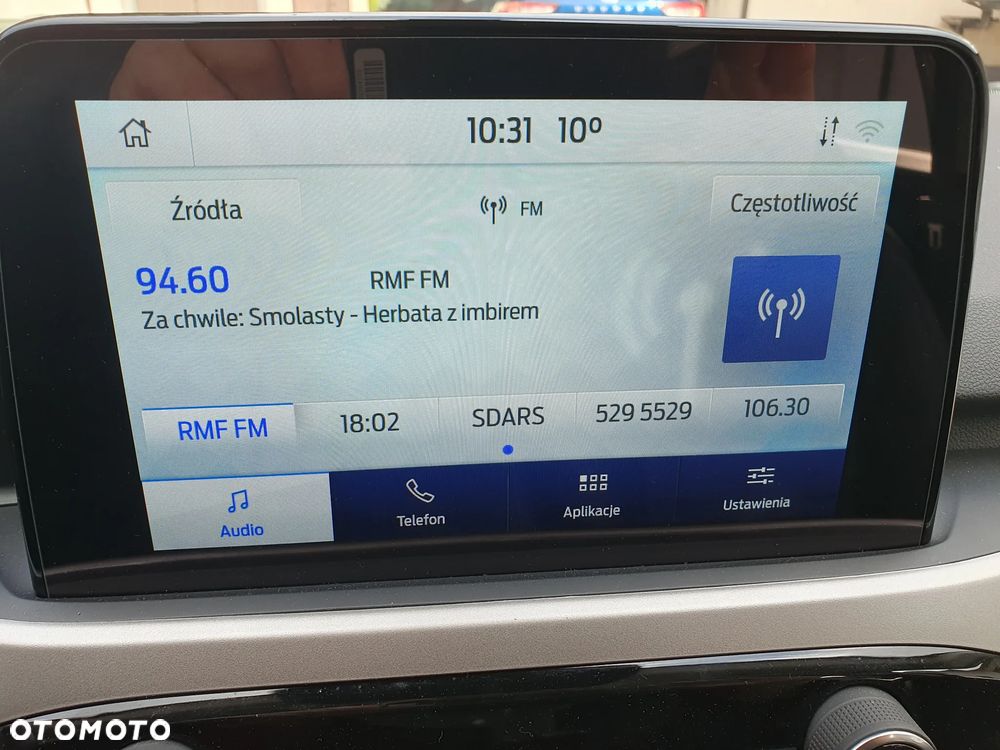 10:31 10°
Źródła
FM
Częstotliwość
94.60 RMF FM
Za chwile: Smolasty - Herbata z imbirem
RMF FM 18:02 SDARS 529 5529 106.30
Audio Telefon Aplikacje Ustawienia
OTOMOTO